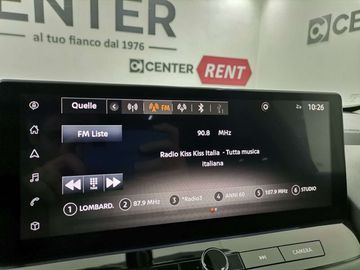 CENTER
al tuo fianco dal 1976
CENTER RENT
Quelle
FM
10:26
FM Liste
90.8 MHz
Radio Kiss Kiss Italia - Tutta musica
italiana
1 LOMBARD.
2 87.9 MHz
3 *Radio2
4 ANNI 60
5 107.9 MHz
6 STUDIO
CAMERA